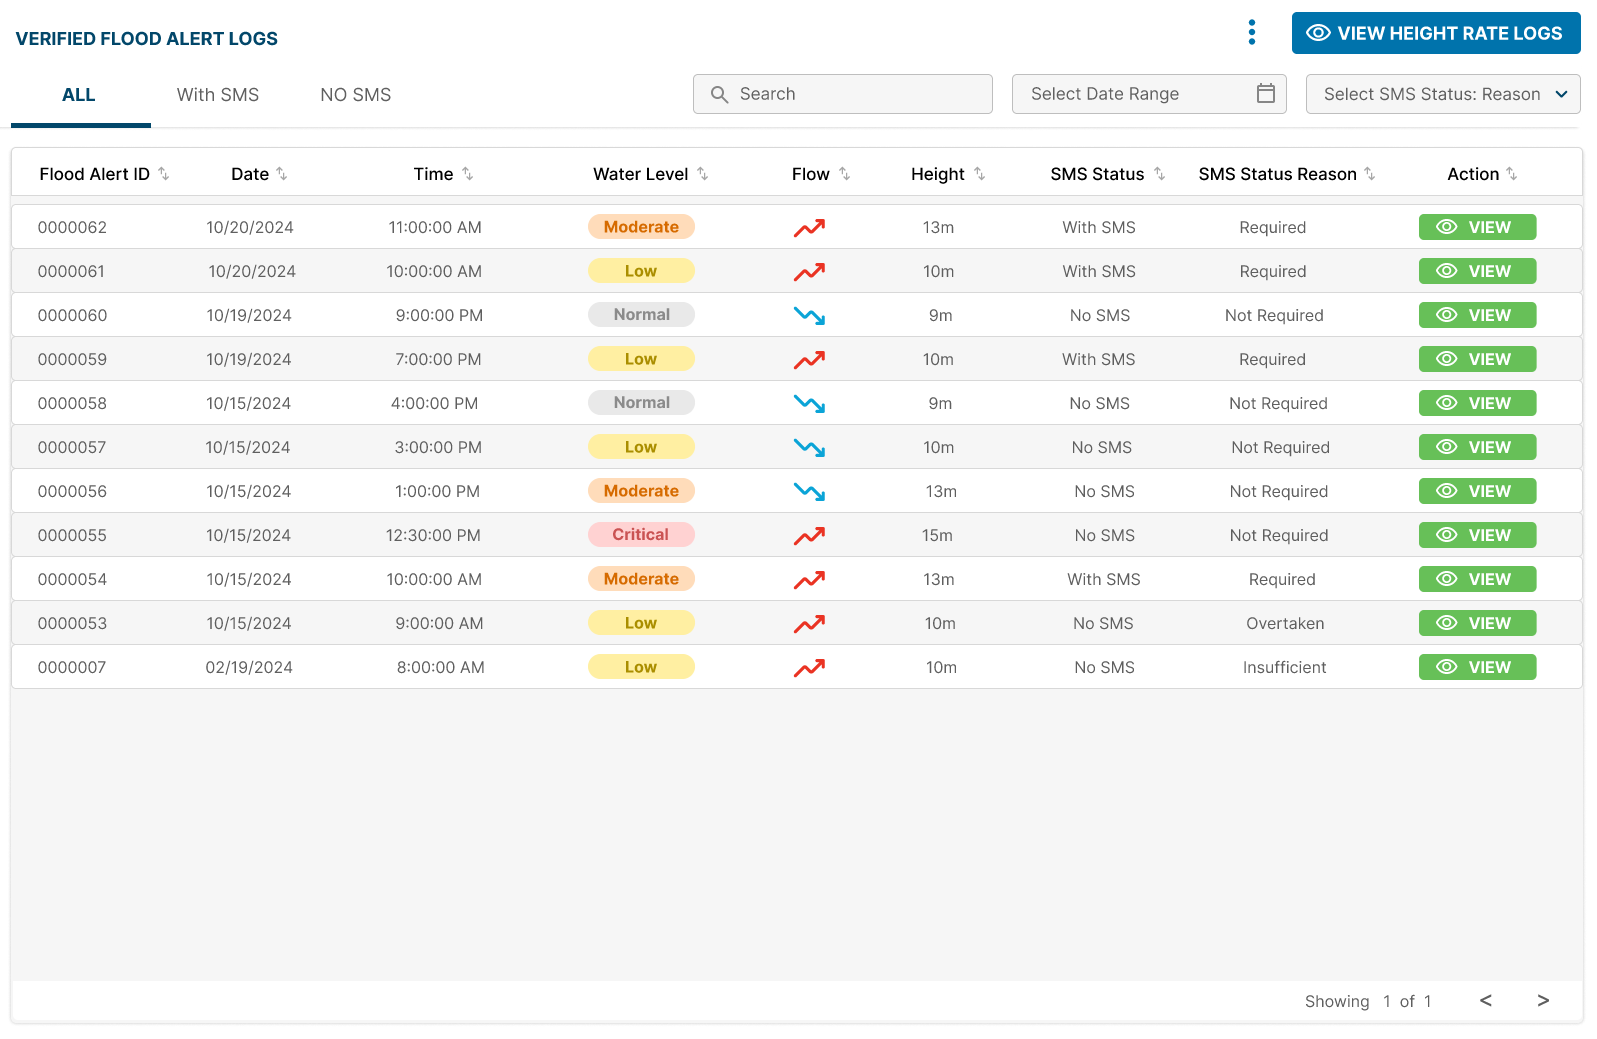 VERIFIED FLOOD ALERT LOGS
VIEW HEIGHT RATE LOGS
ALL With SMS NO SMS Search Select Date Range Select SMS Status: Reason
Flood Alert ID Date Time Water Level Flow Height SMS Status SMS Status Reason Action
0000062 10/20/2024 11:00:00 AM Moderate 13m With SMS Required VIEW
0000061 10/20/2024 10:00:00 AM Low 10m With SMS Required VIEW
0000060 10/19/2024 9:00:00 PM Normal 9m No SMS Not Required VIEW
0000059 10/19/2024 7:00:00 PM Low 10m With SMS Required VIEW
0000058 10/15/2024 4:00:00 PM Normal 9m No SMS Not Required VIEW
0000057 10/15/2024 3:00:00 PM Low 10m No SMS Not Required VIEW
0000056 10/15/2024 1:00:00 PM Moderate 13m No SMS Not Required VIEW
0000055 10/15/2024 12:30:00 PM Critical 15m No SMS Not Required VIEW
0000054 10/15/2024 10:00:00 AM Moderate 13m With SMS Required VIEW
0000053 10/15/2024 9:00:00 AM Low 10m No SMS Overtaken VIEW
0000007 02/19/2024 8:00:00 AM Low 10m No SMS Insufficient VIEW
Showing 1 of 1 < >